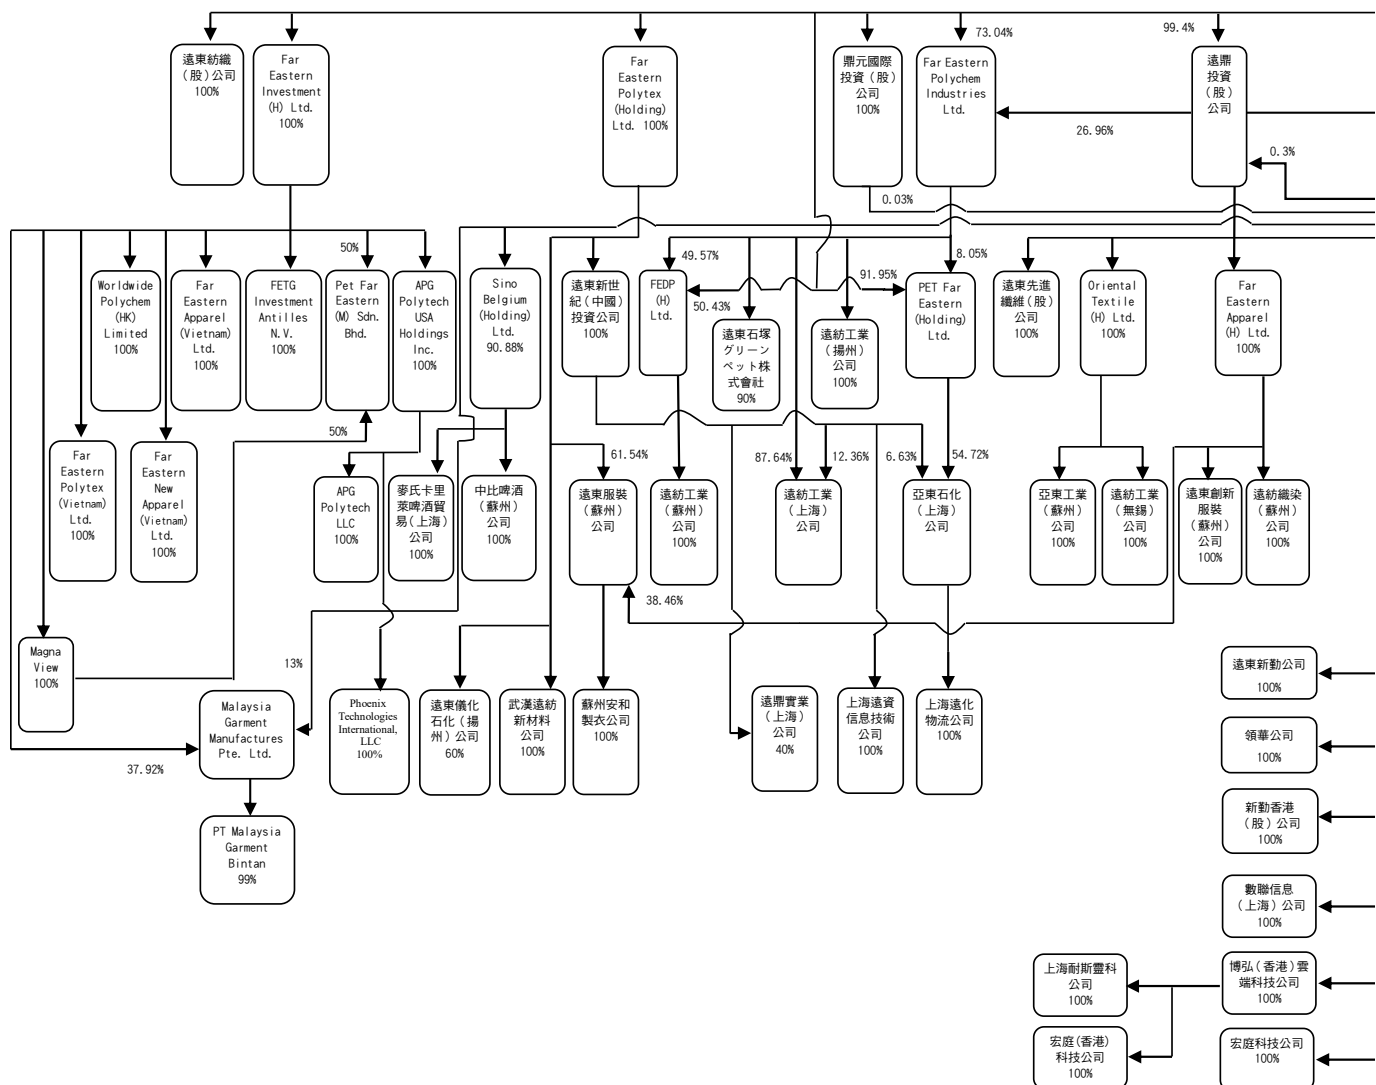 73.04%
99.4%
遠東紡織
(股)公司
100%
Far
Eastern
Investment
(H) Ltd.
100%
Far
Eastern
Polytex
(Holding)
Ltd. 100%
鼎元國際
投資(股)
公司
100%
Far Eastern
Polychem
Industries
Ltd.
遠鼎
投資
(股)
公司
26.96%
0.3%
0.03%
50%
49.57%
8.05%
91.95%
50.43%
Worldwide
Polychem
(HK)
Limited
100%
Far
Eastern
Apparel
(Vietnam)
Ltd.
100%
FETG
Investment
Antilles
N.V.
100%
Pet Far
Eastern
(M) Sdn.
Bhd.
APG
Polytech
USA
Holdings
Inc.
100%
Sino
Belgium
(Holding)
Ltd.
90.88%
遠東新世
紀(中國)
投資公司
100%
FEDP
(H)
Ltd.
遠東石塚
グリーン
ペット株
式會社
90%
遠紡工業
(揚州)
公司
100%
PET Far
Eastern
(Holding)
Ltd.
遠東先進
纖維(股)
公司
100%
Oriental
Textile
(H) Ltd.
100%
Far
Eastern
Apparel
(H) Ltd.
100%
50%
61.54%
87.64%
12.36%
6.63%
54.72%
Far
Eastern
Polytex
(Vietnam)
Ltd.
100%
Far
Eastern
New
Apparel
(Vietnam)
Ltd.
100%
APG
Polytech
LLC
100%
麥氏卡里
萊啤酒貿
易(上海)
公司
100%
中比啤酒
(蘇州)
公司
100%
遠東服裝
(蘇州)
公司
遠紡工業
(蘇州)
公司
100%
遠紡工業
(上海)
公司
亞東石化
(上海)
公司
亞東工業
(蘇州)
公司
100%
遠紡工業
(無錫)
公司
100%
遠東創新
服裝
(蘇州)
公司
100%
遠紡織染
(蘇州)
公司
100%
38.46%
Magna
View
100%
13%
37.92%
Malaysia
Garment
Manufactures
Pte. Ltd.
Phoenix
Technologies
International,
LLC
100%
遠東儀化
石化(揚
州)公司
60%
武漢遠紡
新材料
公司
100%
蘇州安和
製衣公司
100%
遠鼎實業
(上海)
公司
40%
上海遠資
信息技術
公司
100%
上海遠化
物流公司
100%
遠東新勤公司
100%
領華公司
100%
PT Malaysia
Garment
Bintan
99%
新勤香港
(股)公司
100%
數聯信息
(上海)公司
100%
上海耐斯靈科
公司
100%
博弘(香港)雲
端科技公司
100%
宏庭(香港)
科技公司
100%
宏庭科技公司
100%